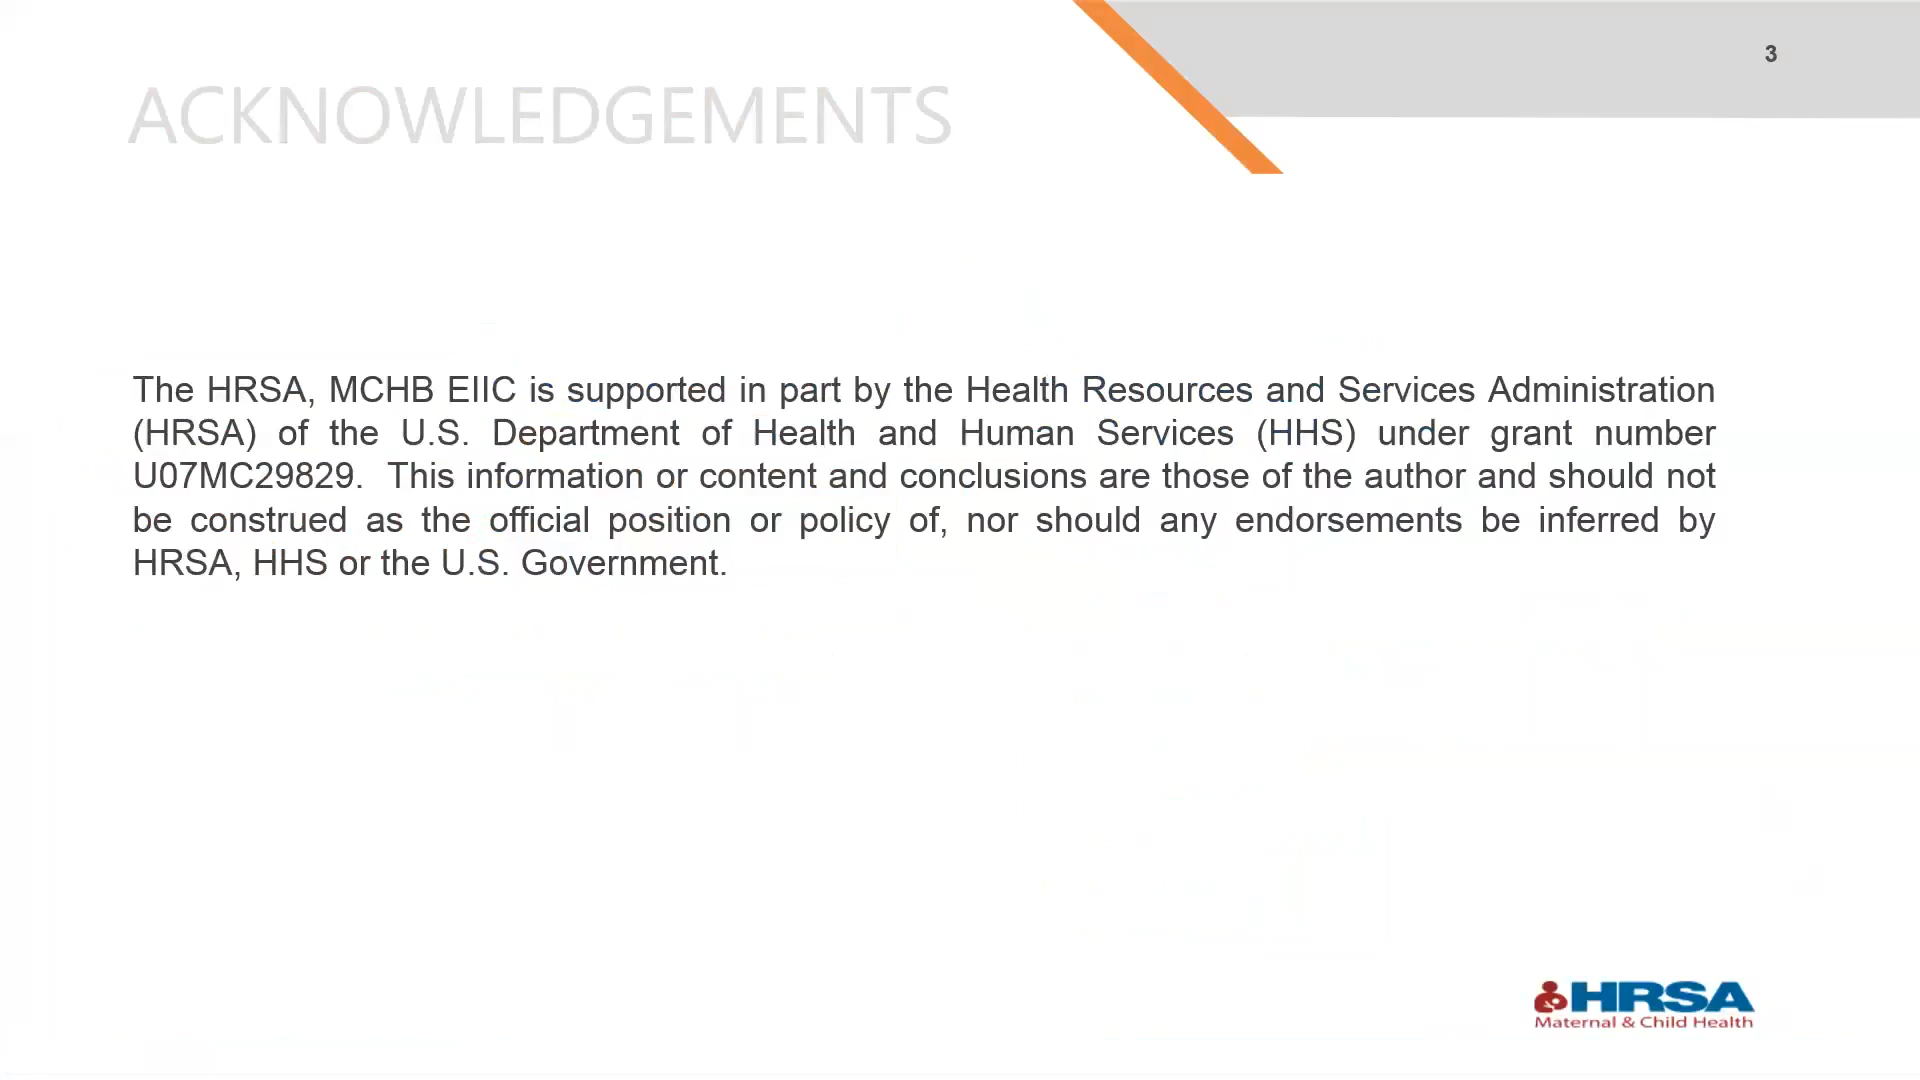 3
ACKNOWLEDGEMENTS
The HRSA, MCHB EIIC is supported in part by the Health Resources and Services Administration
(HRSA) of the U.S. Department of Health and Human Services (HHS) under grant number
U07MC29829.  This information or content and conclusions are those of the author and should not
be construed as the official position or policy of, nor should any endorsements be inferred by
HRSA, HHS or the U.S. Government.
HRSA
Maternal & Child Health